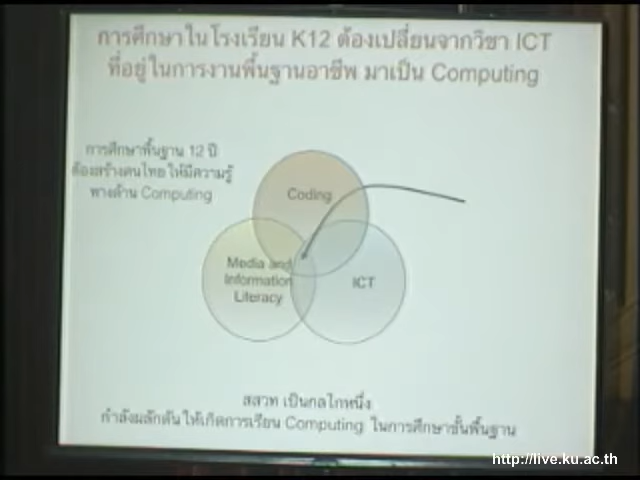 การศึกษาในโรงเรียน K12 ต้องเปลี่ยนจากวิชา ICT
ที่อยู่ในการงานพื้นฐานอาชีพ มาเป็น Computing
การศึกษาพื้นฐาน 12 ปี
ต้องสร้างคนไทยให้มีความรู้
ทางด้าน Computing
Coding
Media and
Information
Literacy
ICT
สสวท เป็นกลไกหนึ่ง
กำลังผลักดันให้เกิดการเรียน Computing ในการศึกษาขั้นพื้นฐาน
http://live.ku.ac.th